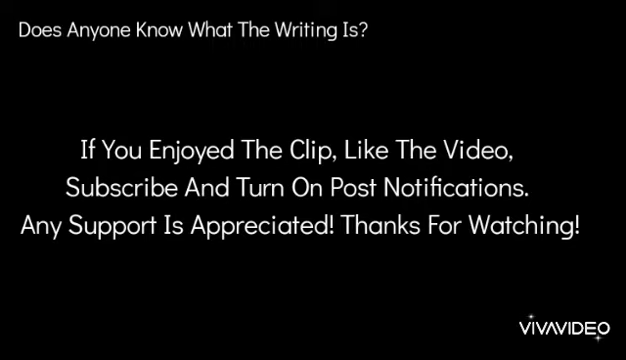 Does Anyone Know What The Writing Is?
If You Enjoyed The Clip, Like The Video,
Subscribe And Turn On Post Notifications.
Any Support Is Appreciated! Thanks For Watching!
VIVAVIDEO